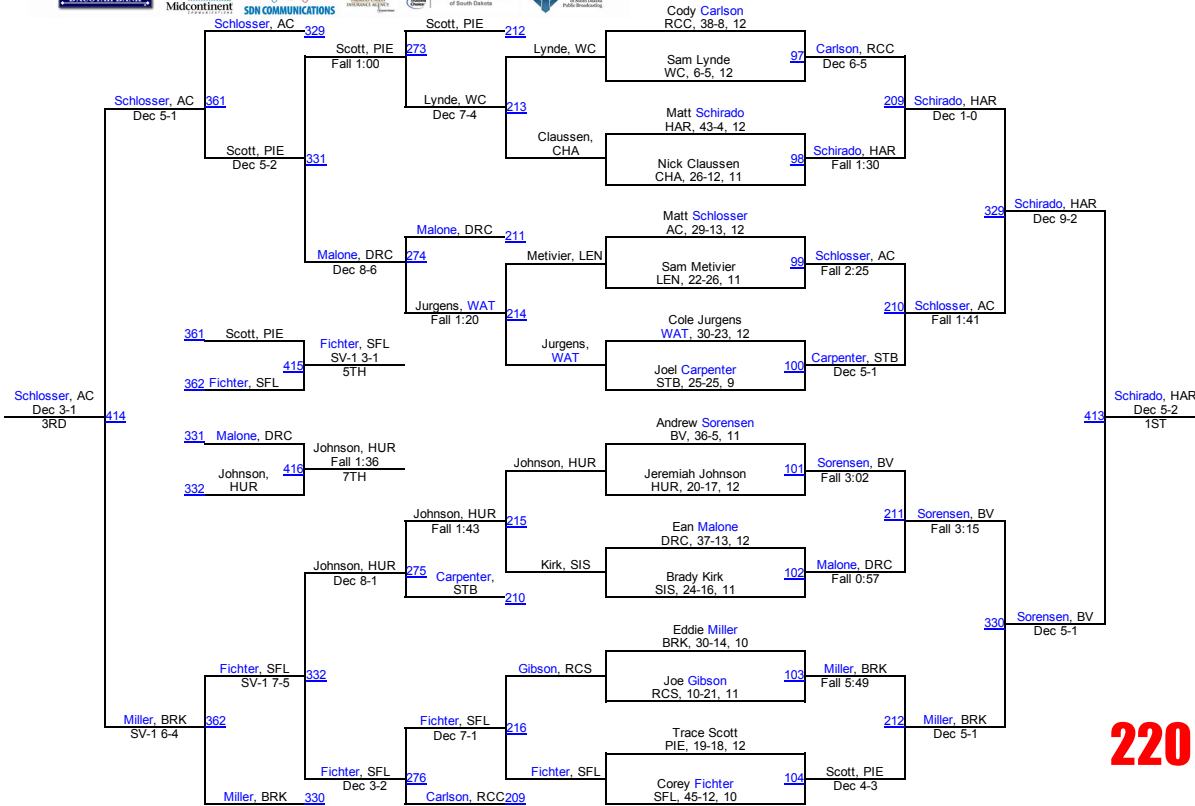 DACOTAH BANK
Midcontinent
COMMUNICATIONS
SDN COMMUNICATIONS
INSURANCE AGENCY
Choice
of South Dakota
of South Dakota
Public Broadcasting
Schlosser, AC
329
Scott, PIE
212
Scott, PIE
273
Fall 1:00
Lynde, WC
Cody Carlson
RCC, 38-8, 12
Sam Lynde
WC, 6-5, 12
97
Carlson, RCC
Dec 6-5
Schlosser, AC
361
Dec 5-1
Lynde, WC
213
Dec 7-4
209
Schirado, HAR
Dec 1-0
Matt Schirado
HAR, 43-4, 12
Claussen,
CHA
Nick Claussen
CHA, 26-12, 11
98
Schirado, HAR
Fall 1:30
Scott, PIE
331
Dec 5-2
329
Schirado, HAR
Dec 9-2
Malone, DRC
211
Matt Schlosser
AC, 29-13, 12
Malone, DRC
274
Dec 8-6
Metivier, LEN
Sam Metivier
LEN, 22-26, 11
99
Schlosser, AC
Fall 2:25
Jurgens, WAT
214
Fall 1:20
210
Schlosser, AC
Fall 1:41
Cole Jurgens
WAT, 30-23, 12
Jurgens,
WAT
Joel Carpenter
STB, 25-25, 9
100
Carpenter, STB
Dec 5-1
361
Scott, PIE
415
Fichter, SFL
SV-1 3-1
5TH
362
Fichter, SFL
Schlosser, AC
Dec 3-1
3RD
414
413
Schirado, HAR
Dec 5-2
1ST
331
Malone, DRC
416
Johnson, HUR
Fall 1:36
7TH
332
Johnson,
HUR
Andrew Sorensen
BV, 36-5, 11
Johnson, HUR
Jeremiah Johnson
HUR, 20-17, 12
101
Sorensen, BV
Fall 3:02
Johnson, HUR
215
Fall 1:43
211
Sorensen, BV
Fall 3:15
Ean Malone
DRC, 37-13, 12
Johnson, HUR
275
Dec 8-1
Carpenter,
STB
210
Kirk, SIS
Brady Kirk
SIS, 24-16, 11
102
Malone, DRC
Fall 0:57
330
Sorensen, BV
Dec 5-1
Eddie Miller
BRK, 30-14, 10
Fichter, SFL
332
SV-1 7-5
Gibson, RCS
Joe Gibson
RCS, 10-21, 11
103
Miller, BRK
Fall 5:49
Miller, BRK
362
SV-1 6-4
Fichter, SFL
216
Dec 7-1
212
Miller, BRK
Dec 5-1
Trace Scott
PIE, 19-18, 12
Fichter, SFL
276
Dec 3-2
Fichter, SFL
Corey Fichter
SFL, 45-12, 10
104
Scott, PIE
Dec 4-3
Miller, BRK
330
Carlson, RCC
209
220